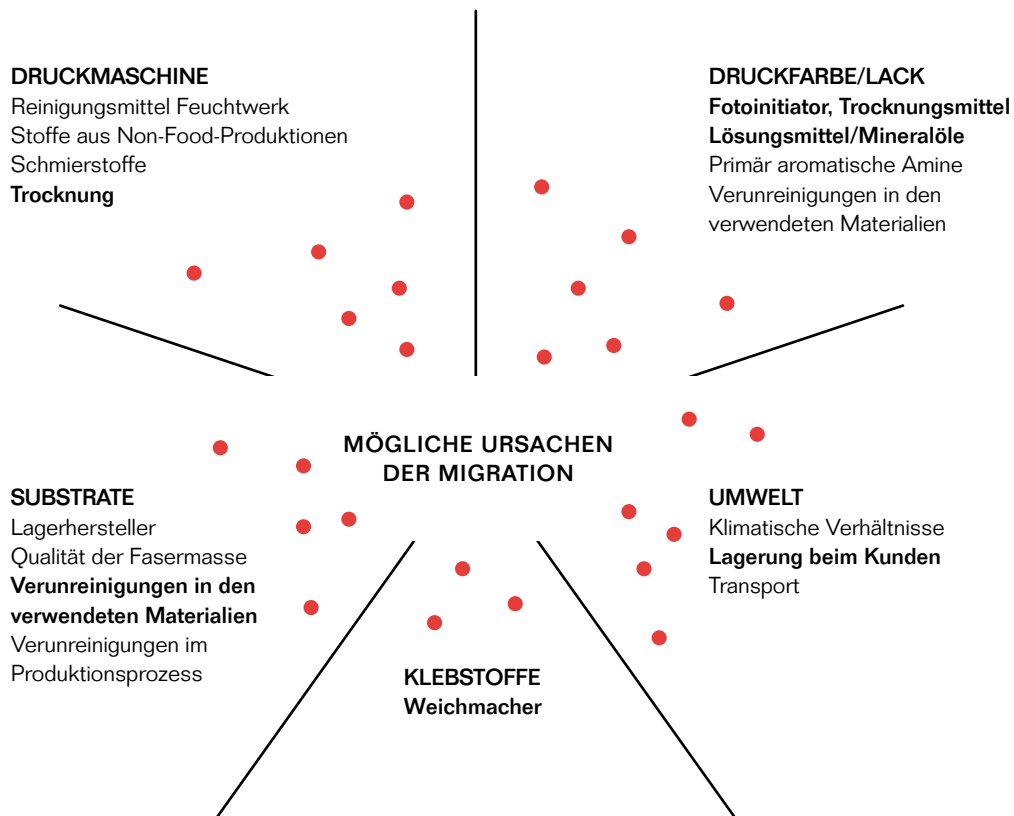 DRUCKMASCHINE
Reinigungsmittel Feuchtwerk
Stoffe aus Non-Food-Produktionen
Schmierstoffe
Trocknung
DRUCKFARBE/LACK
Fotoinitiator, Trocknungsmittel
Lösungsmittel/Mineralöle
Primär aromatische Amine
Verunreinigungen in den
verwendeten Materialien
MÖGLICHE URSACHEN
DER MIGRATION
SUBSTRATE
Lagerhersteller
Qualität der Fasermasse
Verunreinigungen in den
verwendeten Materialien
Verunreinigungen im
Produktionsprozess
UMWELT
Klimatische Verhältnisse
Lagerung beim Kunden
Transport
KLEBSTOFFE
Weichmacher